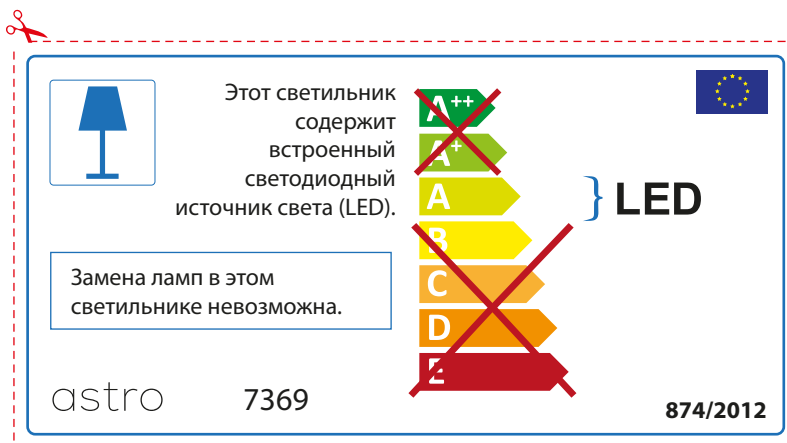 Этот светильник
содержит
встроенный
светодиодный
источник света (LED).
Замена ламп в этом
светильнике невозможна.
A++
A+
A
B
C
D
E
LED
astro
7369
874/2012